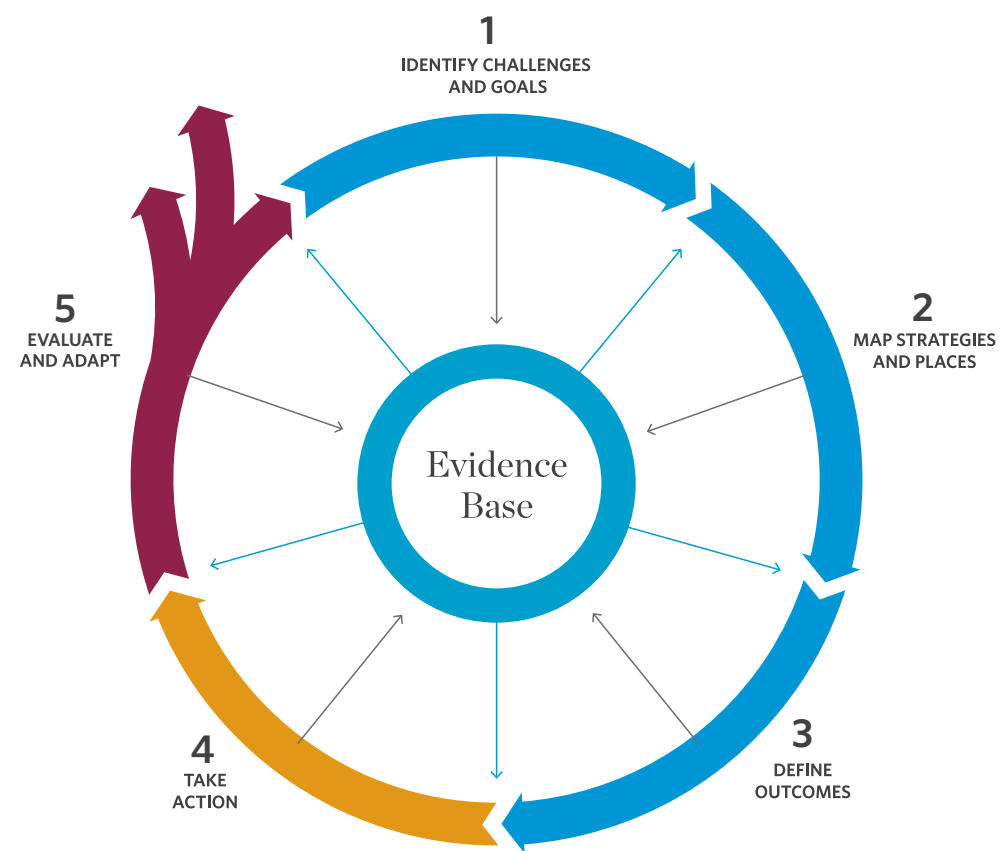 1
IDENTIFY CHALLENGES
AND GOALS
2
MAP STRATEGIES
AND PLACES
3
DEFINE
OUTCOMES
4
TAKE
ACTION
5
EVALUATE
AND ADAPT
Evidence
Base